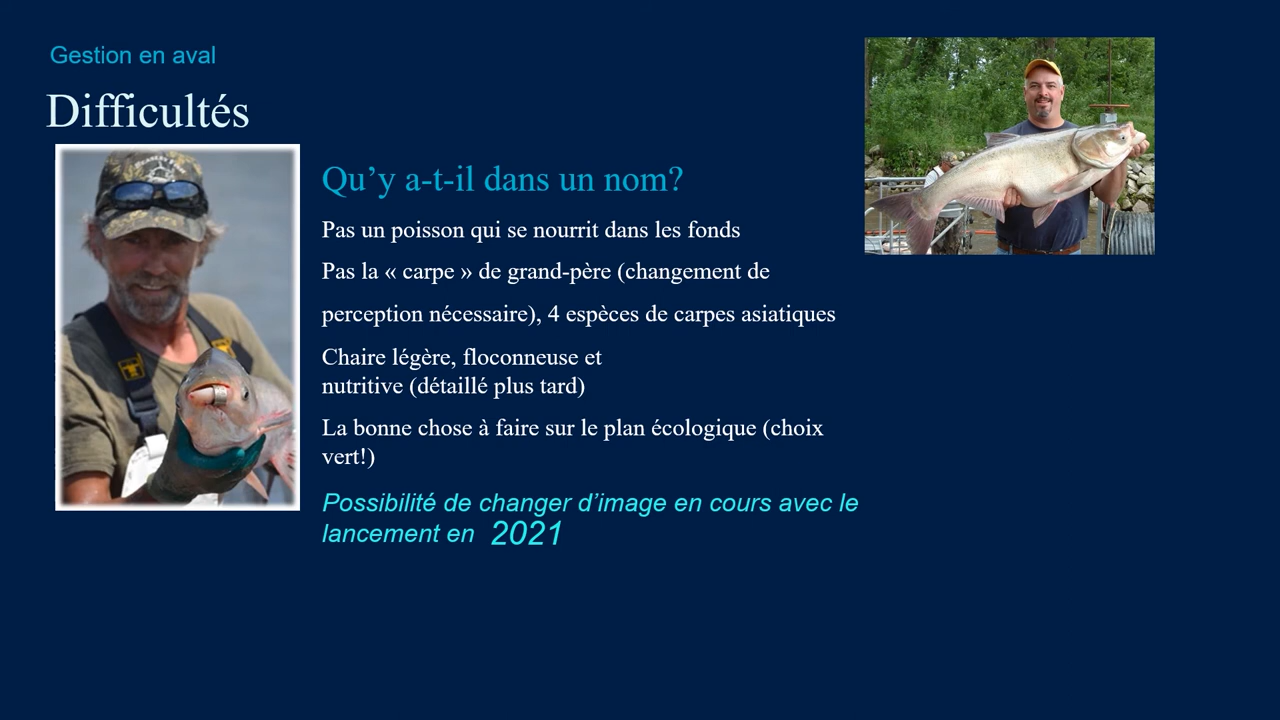 Gestion en aval
Difficultés
Qu’y a-t-il dans un nom?
Pas un poisson qui se nourrit dans les fonds
Pas la « carpe » de grand-père (changement de
perception nécessaire), 4 espèces de carpes asiatiques
Chaire légère, floconneuse et
nutritive (détaillé plus tard)
La bonne chose à faire sur le plan écologique (choix
vert!)
Possibilité de changer d’image en cours avec le
lancement en 2021